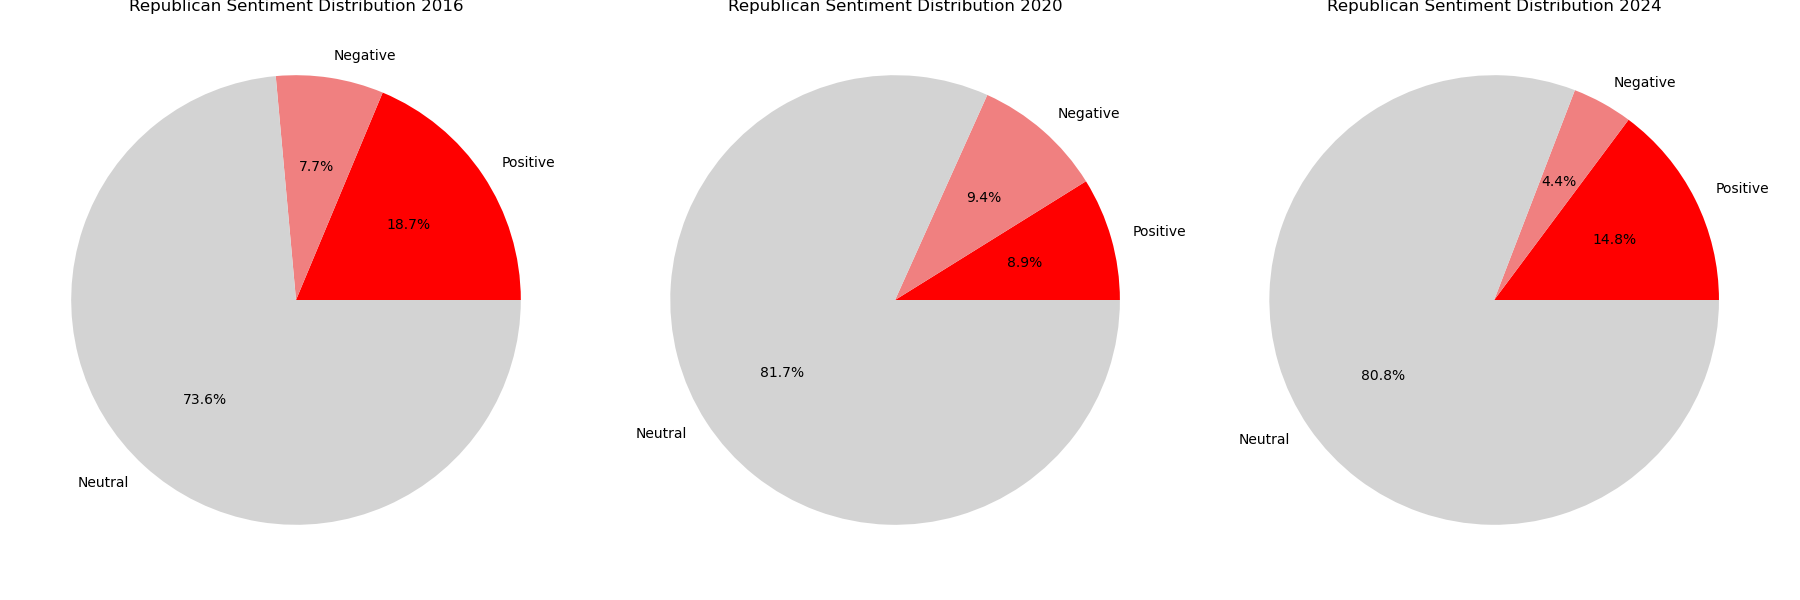 Republican Sentiment Distribution 2016
Negative
Positive
7.7%
18.7%
73.6%
Neutral
Republican Sentiment Distribution 2020
Negative
Positive
9.4%
8.9%
81.7%
Neutral
Republican Sentiment Distribution 2024
Negative
Positive
4.4%
14.8%
80.8%
Neutral